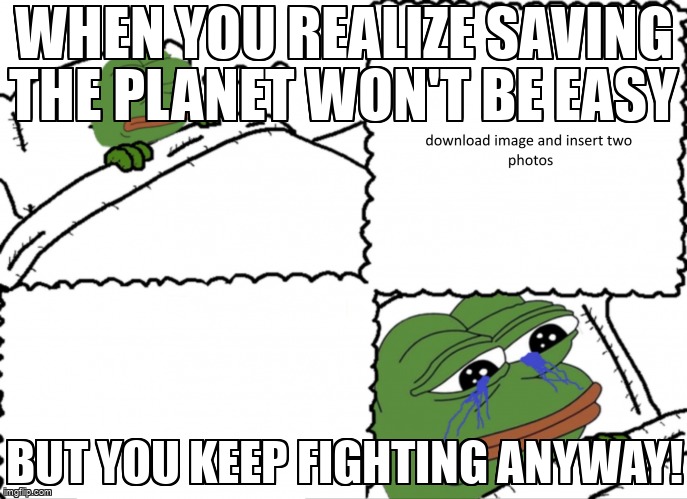 WHEN YOU REALIZE SAVING
THE PLANET WON'T BE EASY
download image and insert two
photos
BUT YOU KEEP FIGHTING ANYWAY!
imgflip.com